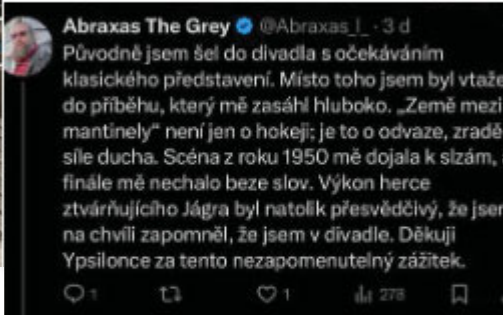 Abraxas The Grey @Abraxas_l_ · 3 d
Původně jsem šel do divadla s očekáváním
klasického představení. Místo toho jsem byl vtaže
do příběhu, který mě zasáhl hluboko. „Země mezi
mantinely“ není jen o hokeji; je to o odvaze, zradě
síle ducha. Scéna z roku 1950 mě dojala k slzám,
finále mě nechalo beze slov. Výkon herce
ztvárňujícího Jágra byl natolik přesvědčivý, že jsem
na chvíli zapomněl, že jsem v divadle. Děkuji
Ypsilonce za tento nezapomenutelný zážitek.
1 1 278